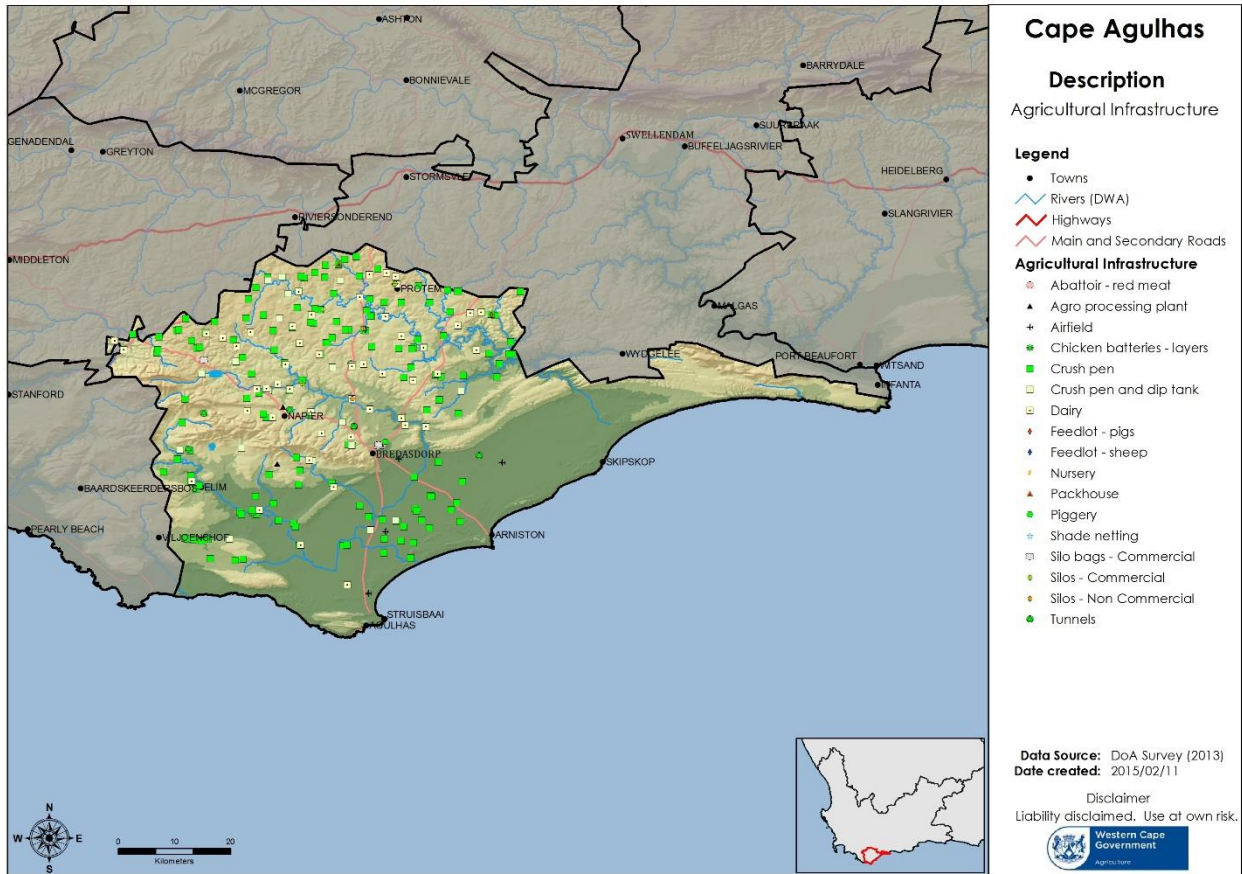 ASHTON
BARRYDALE
BONNIEVALE
MCGREGOR
SUURBRAAK
SWELLENDAM
GENADENDAL
GREYTON
BUFFELJAGSRIVIER
STORMSVLEI
HEIDELBERG
SLANGRIVIER
RIVIERSONDEREND
MIDDLETON
PROTEM
MALGAS
WYDGELEE
PORT BEAUFORT
WITSAND
INFANTA
STANFORD
NAPIER
BREDASDORP
SKIPSKOP
BAARDSKEERDERSBOS
ELIM
PEARLY BEACH
VILJOENSHOF
ARNISTON
STRUISBAAI
AGULHAS
N
W
E
S
0 10 20
Kilometers
Cape Agulhas
Description
Agricultural Infrastructure
Legend
Towns
Rivers (DWA)
Highways
Main and Secondary Roads
Agricultural Infrastructure
Abattoir - red meat
Agro processing plant
Airfield
Chicken batteries - layers
Crush pen
Crush pen and dip tank
Dairy
Feedlot - pigs
Feedlot - sheep
Nursery
Packhouse
Piggery
Shade netting
Silo bags - Commercial
Silos - Commercial
Silos - Non Commercial
Tunnels
Data Source: DoA Survey (2013)
Date created: 2015/02/11
Disclaimer
Liability disclaimed. Use at own risk.
Western Cape
Government
Agriculture